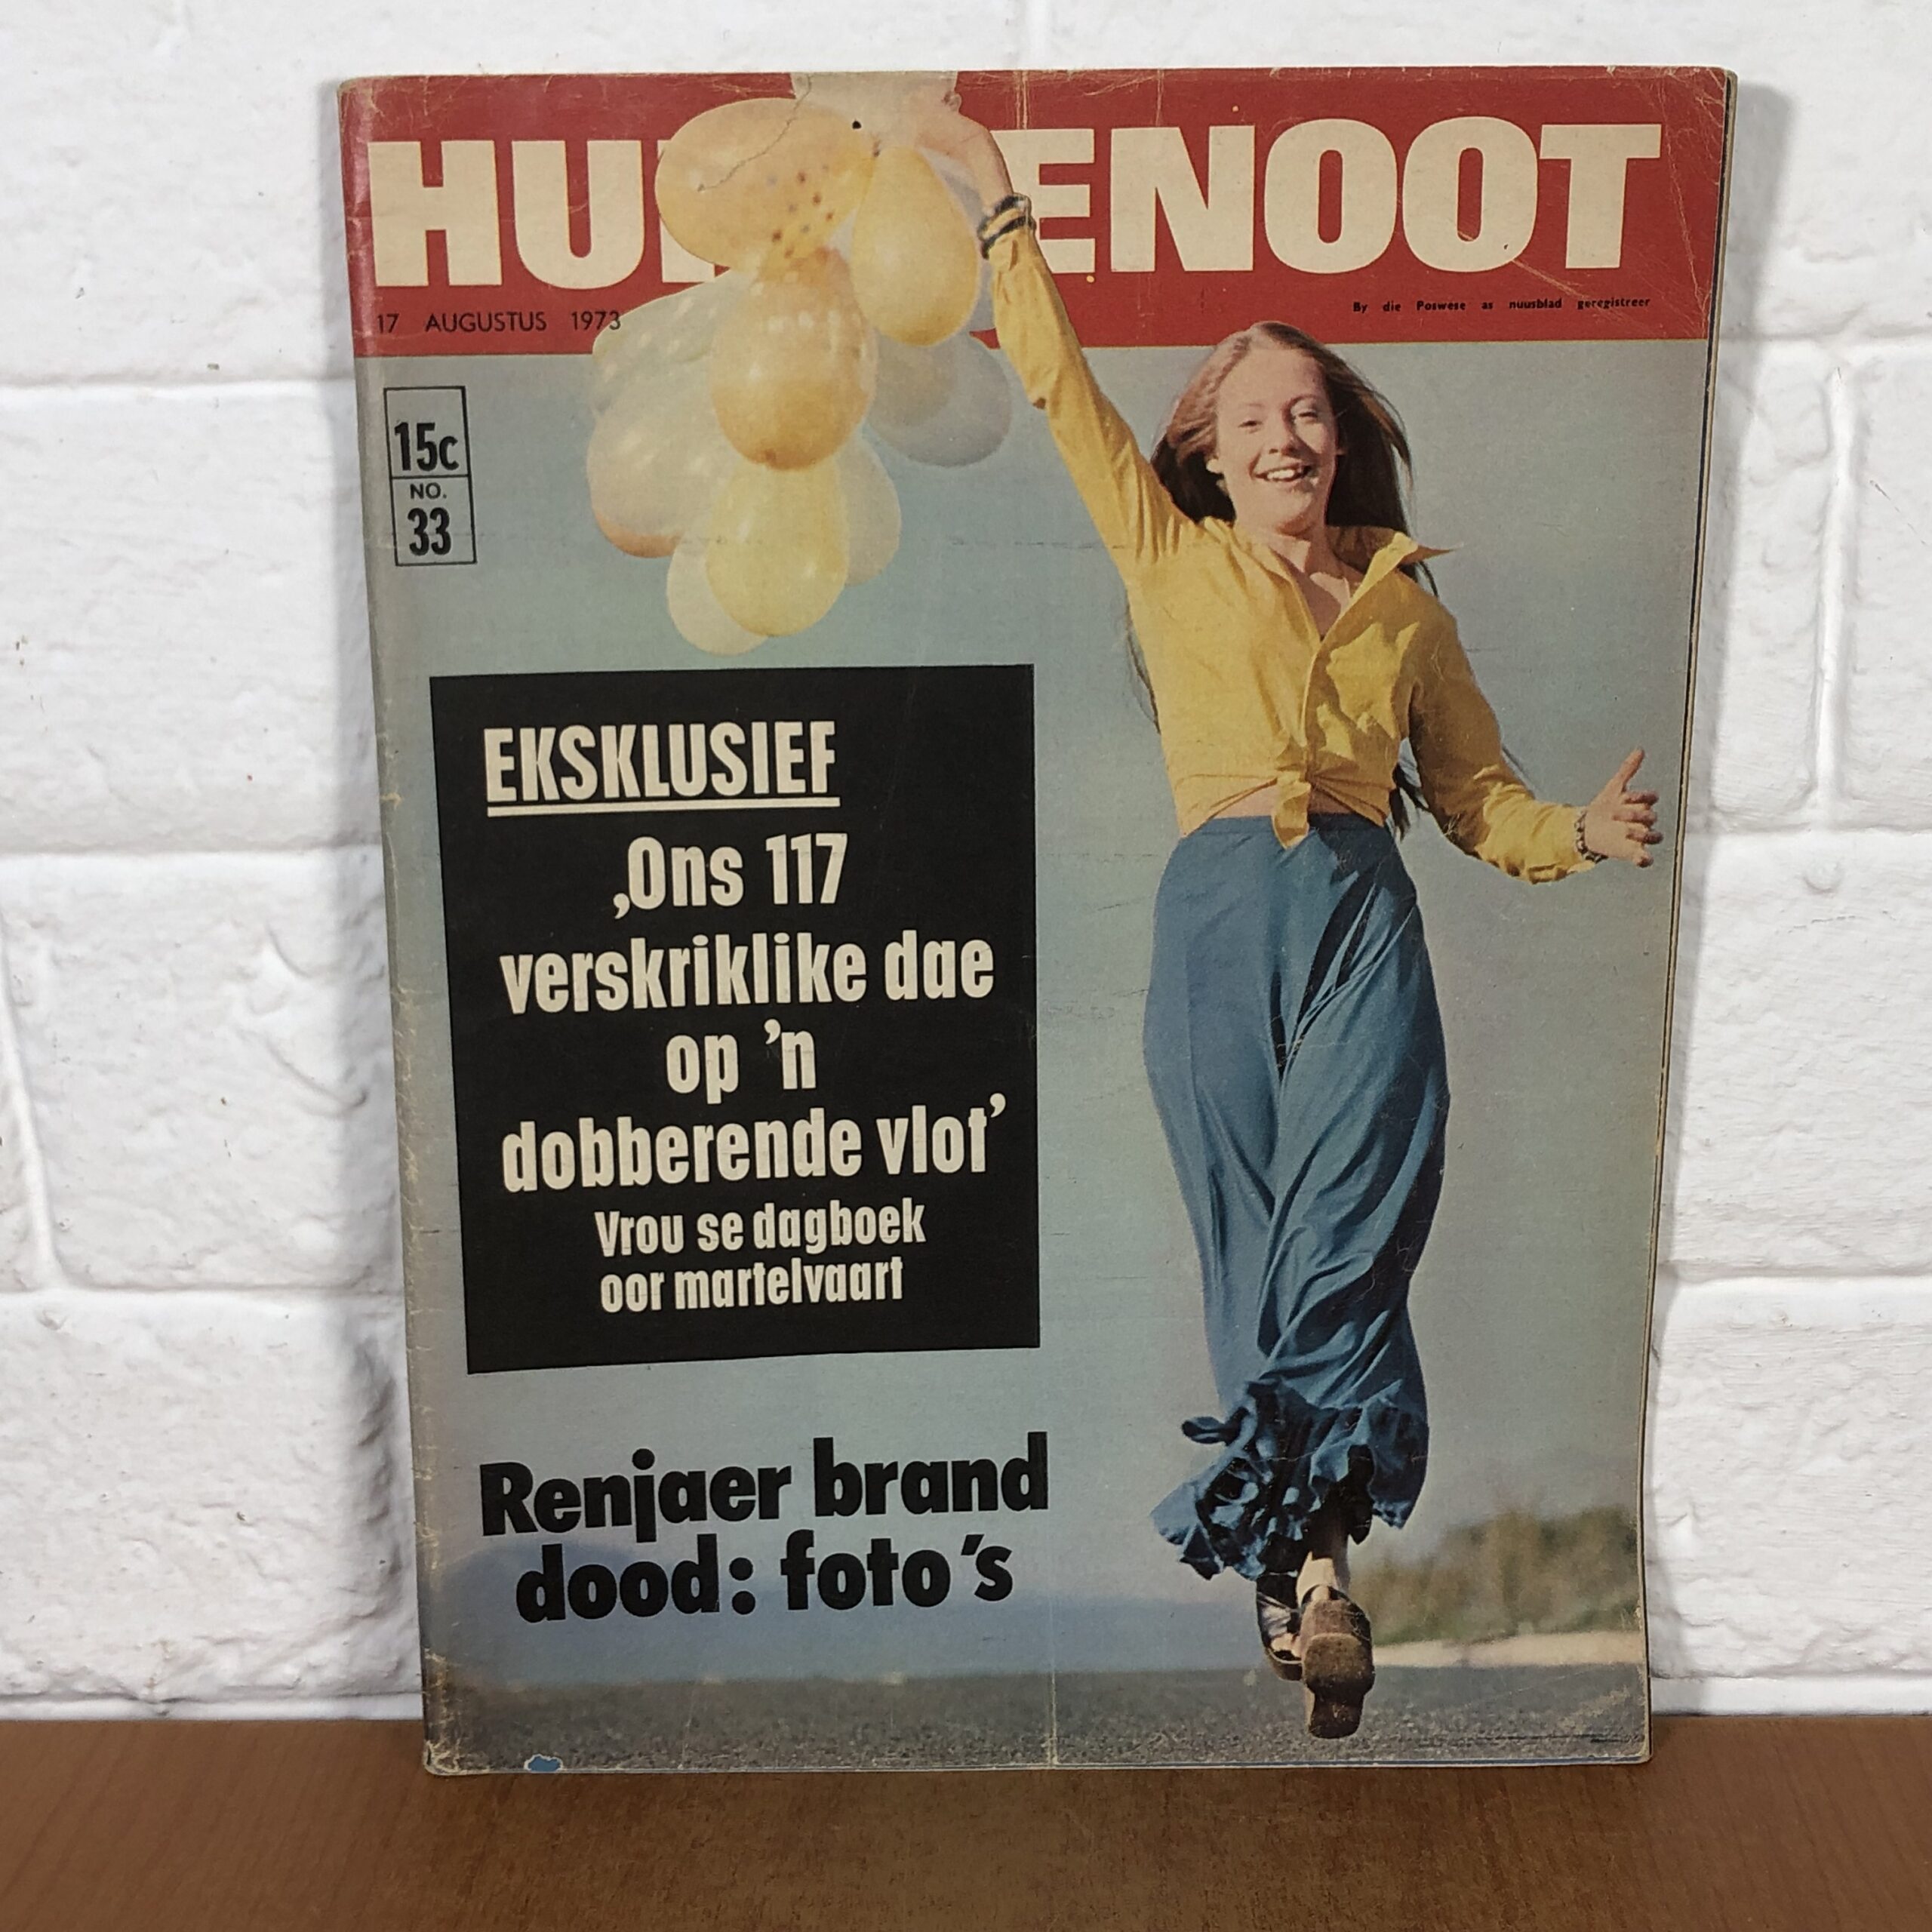 HUISGENOOT
17 AUGUSTUS 1973
By die Poswese as nuusblad geregistreer
15c
NO.
33
EKSKLUSIEF
‚Ons 117
verskriklike dae
op ’n
dobberende vlot’
Vrou se dagboek
oor martelvaart
Renjaer brand
dood: foto’s